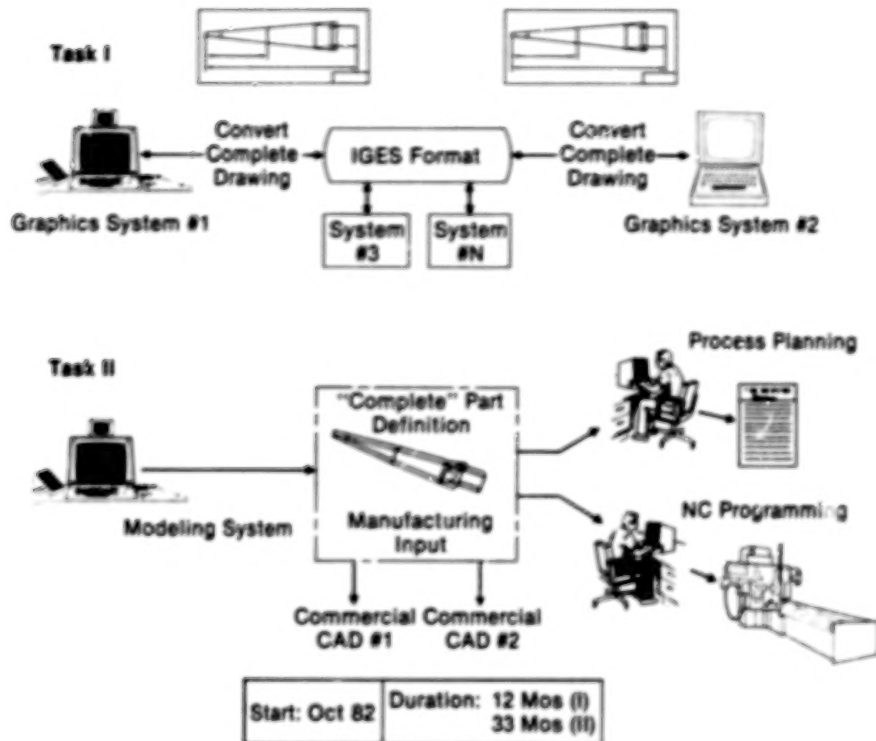 Task I
Convert
Complete
Drawing
IGES Format
Convert
Complete
Drawing
Graphics System #1
System
#3
System
#N
Graphics System #2
Task II
Process Planning
"Complete" Part
Definition
Modeling System
Manufacturing
Input
NC Programming
Commercial
CAD #1
Commercial
CAD #2
Start: Oct 82
Duration: 12 Mos (I)
33 Mos (II)